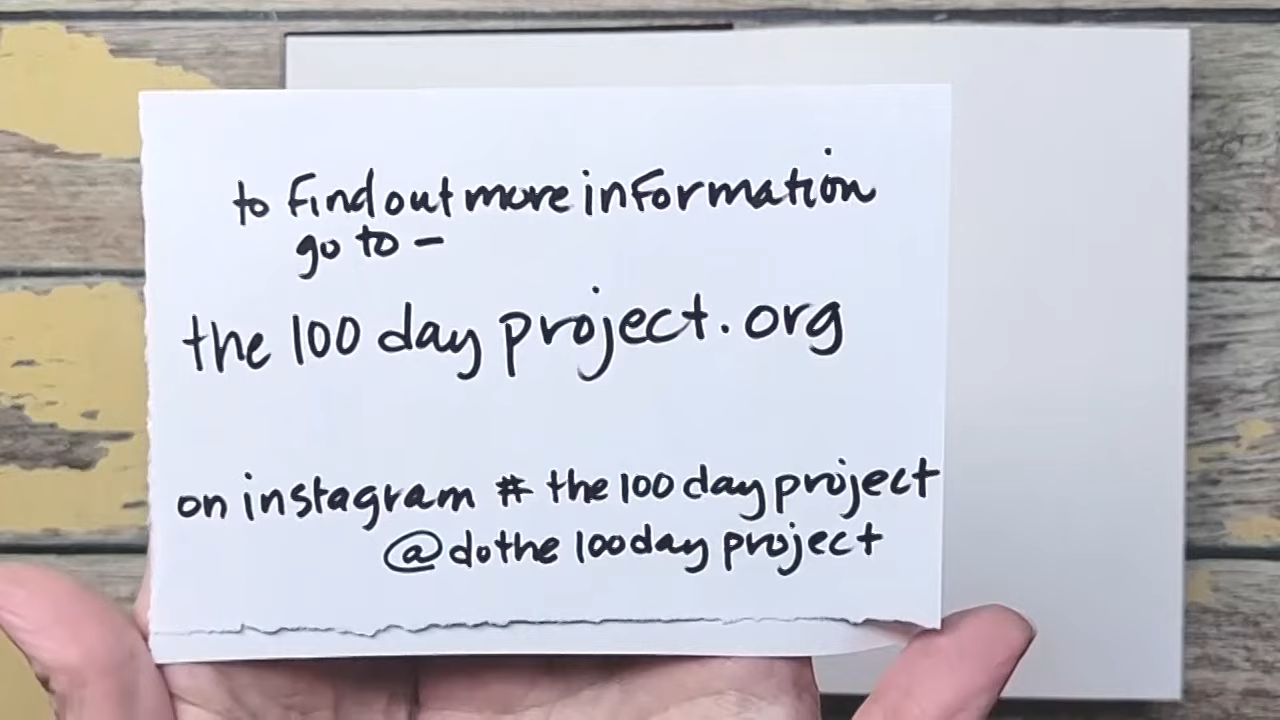 to find out more information
go to -
the 100 day project.org
on instagram # the 100 day project
@dothe 100day project